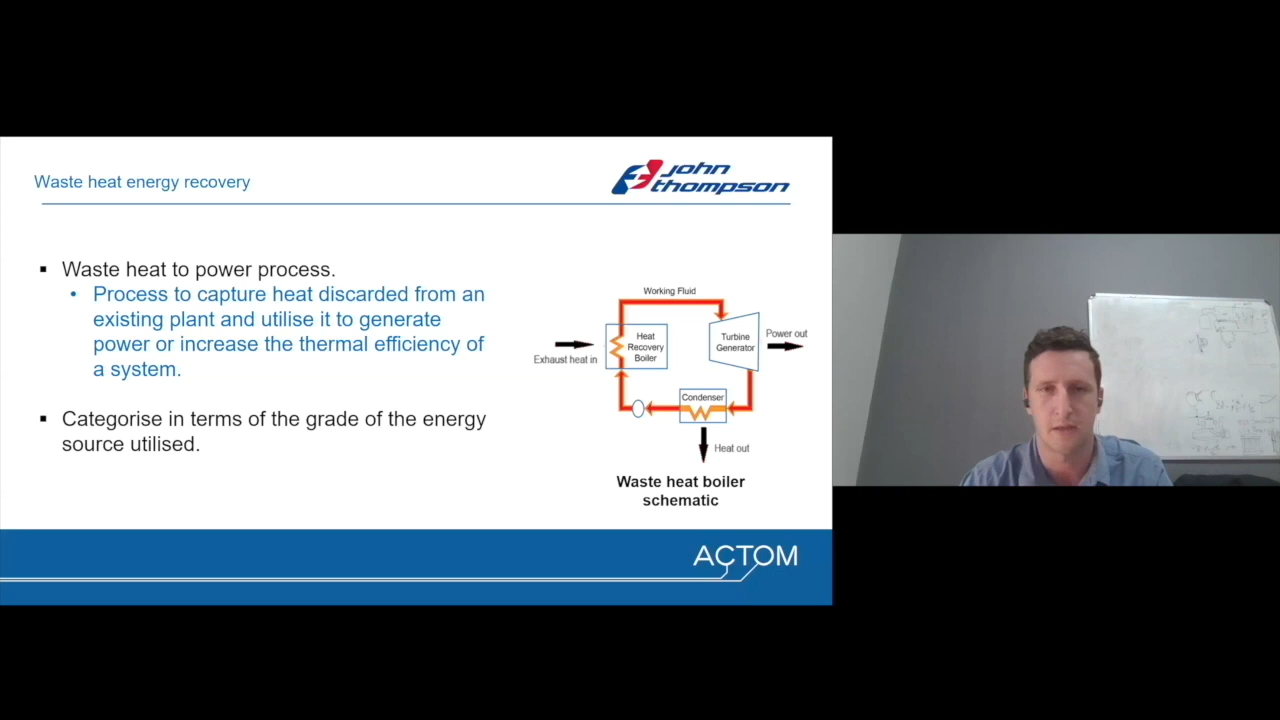 Waste heat energy recovery
john
thompson
▪ Waste heat to power process.
• Process to capture heat discarded from an
existing plant and utilise it to generate
power or increase the thermal efficiency of
a system.
▪ Categorise in terms of the grade of the energy
source utilised.
Working Fluid
Exhaust heat in
Heat
Recovery
Boiler
Turbine
Generator
Power out
Condenser
Heat out
Waste heat boiler
schematic
ACTOM